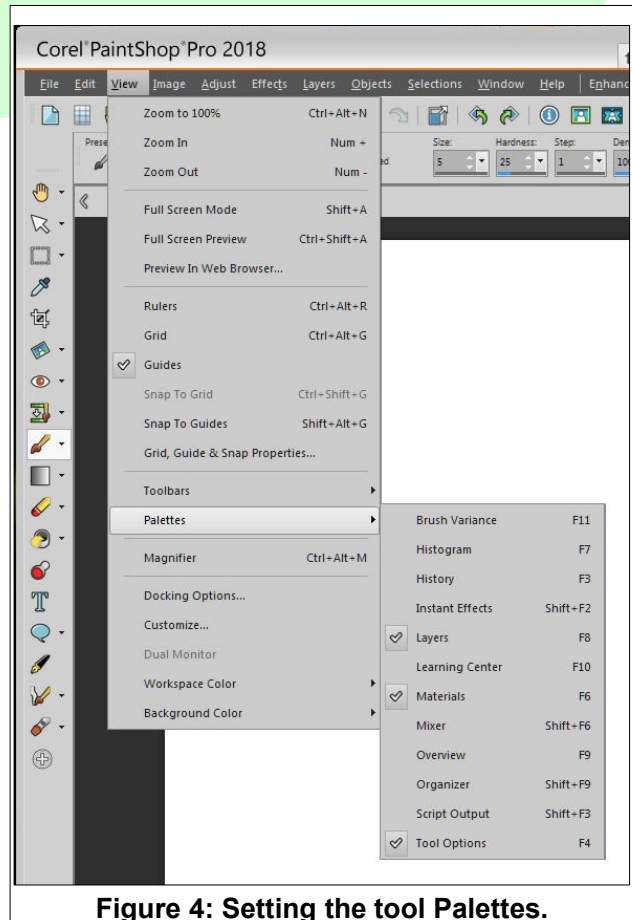 Corel®PaintShop®Pro 2018
File Edit View Image Adjust Effects Layers Objects Selections Window Help Enhanc
Prese
Size: Hardness: Step: Den
5 25 1 10
Zoom to 100% Ctrl+Alt+N
Zoom In Num +
Zoom Out Num -
Full Screen Mode Shift+A
Full Screen Preview Ctrl+Shift+A
Preview In Web Browser...
Rulers Ctrl+Alt+R
Grid Ctrl+Alt+G
Guides
Snap To Grid Ctrl+Shift+G
Snap To Guides Shift+Alt+G
Grid, Guide & Snap Properties...
Toolbars
Palettes
Magnifier Ctrl+Alt+M
Docking Options...
Customize...
Dual Monitor
Workspace Color
Background Color
Brush Variance F11
Histogram F7
History F3
Instant Effects Shift+F2
Layers F8
Learning Center F10
Materials F6
Mixer Shift+F6
Overview F9
Organizer Shift+F9
Script Output Shift+F3
Tool Options F4
Figure 4: Setting the tool Palettes.